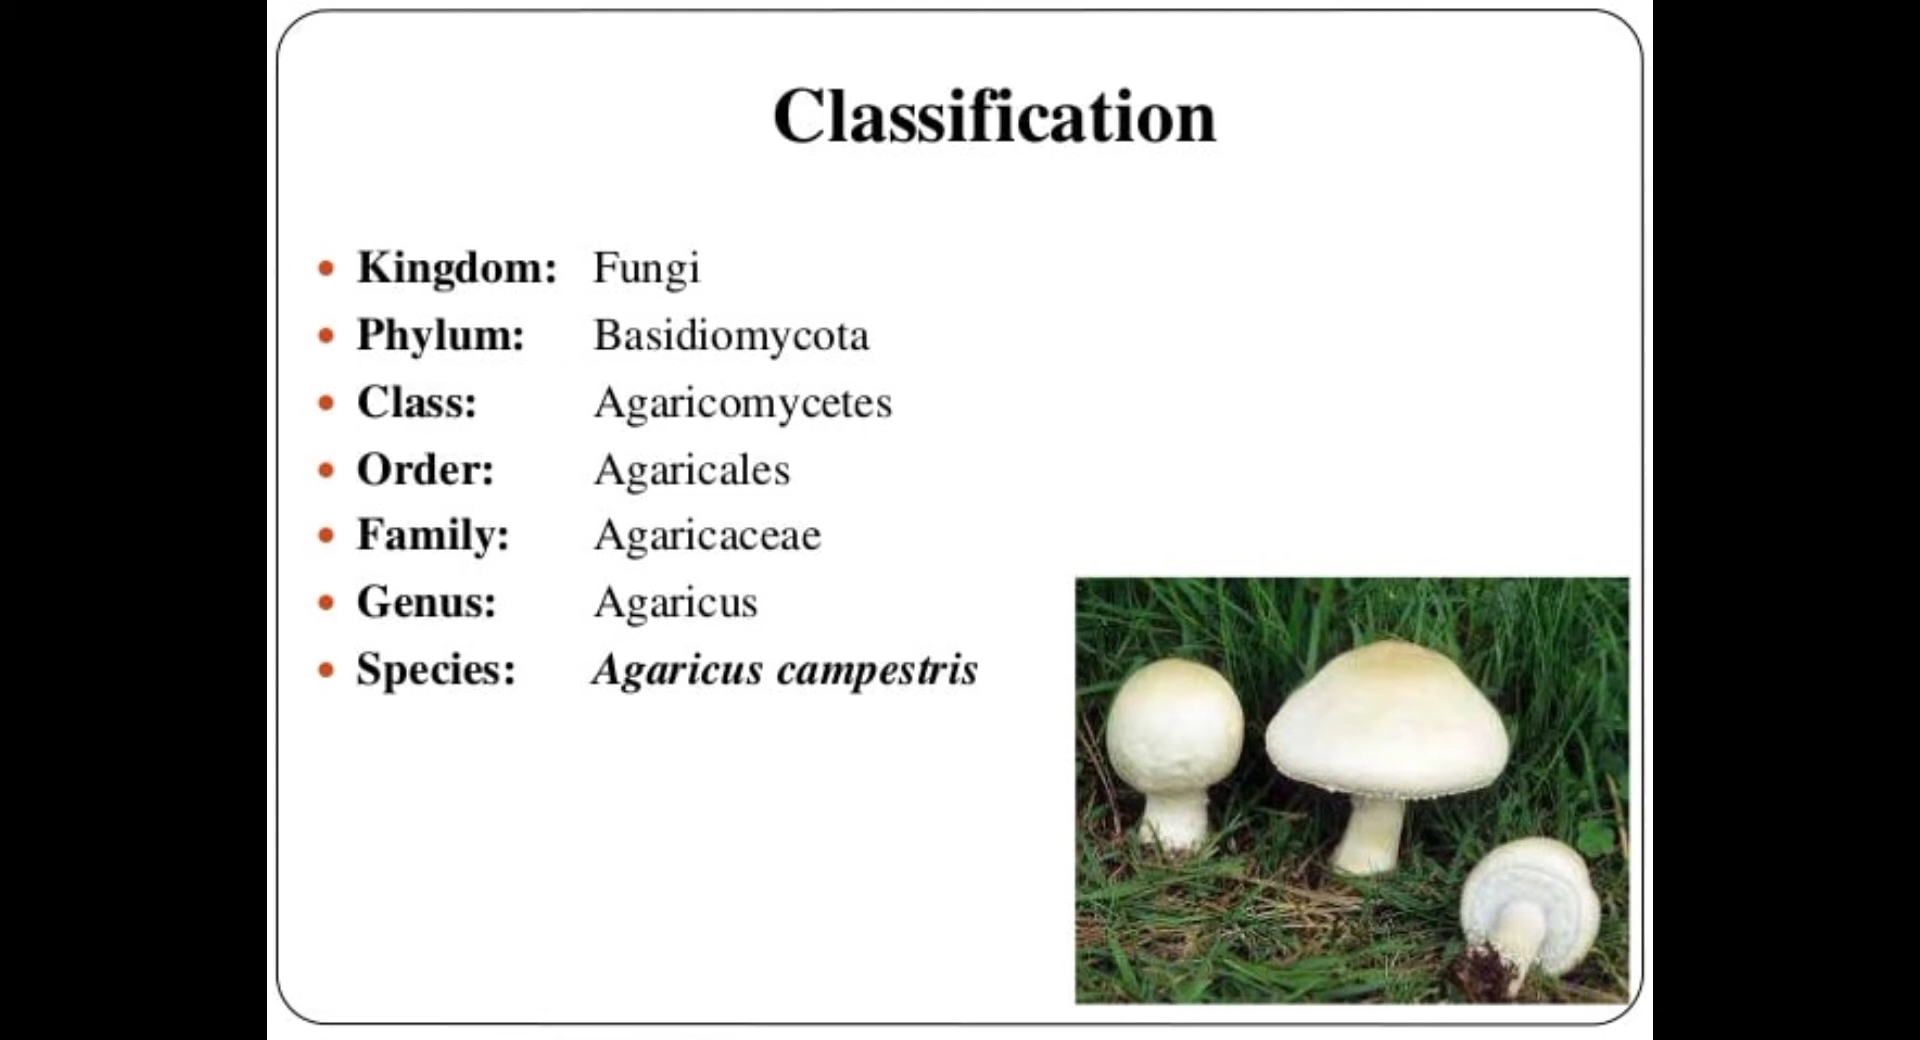 Classification
• Kingdom: Fungi
• Phylum: Basidiomycota
• Class: Agaricomycetes
• Order: Agaricales
• Family: Agaricaceae
• Genus: Agaricus
• Species: Agaricus campestris